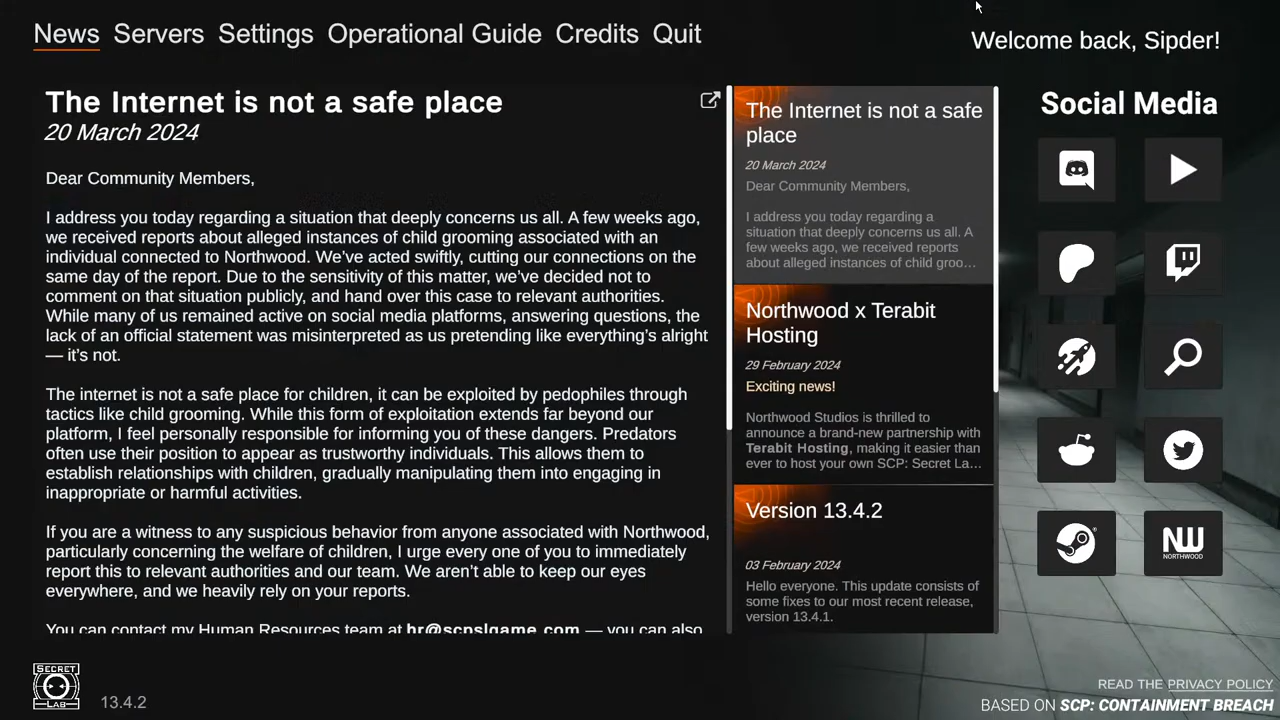 News Servers Settings Operational Guide Credits Quit
Welcome back, Sipder!
The Internet is not a safe place
20 March 2024
Dear Community Members,
I address you today regarding a situation that deeply concerns us all. A few weeks ago,
we received reports about alleged instances of child grooming associated with an
individual connected to Northwood. We've acted swiftly, cutting our connections on the
same day of the report. Due to the sensitivity of this matter, we've decided not to
comment on that situation publicly, and hand over this case to relevant authorities.
While many of us remained active on social media platforms, answering questions, the
lack of an official statement was misinterpreted as us pretending like everything's alright
— it's not.
The internet is not a safe place for children, it can be exploited by pedophiles through
tactics like child grooming. While this form of exploitation extends far beyond our
platform, I feel personally responsible for informing you of these dangers. Predators
often use their position to appear as trustworthy individuals. This allows them to
establish relationships with children, gradually manipulating them into engaging in
inappropriate or harmful activities.
If you are a witness to any suspicious behavior from anyone associated with Northwood,
particularly concerning the welfare of children, I urge every one of you to immediately
report this to relevant authorities and our team. We aren't able to keep our eyes
everywhere, and we heavily rely on your reports.
You can contact my Human Resources team at hr@scpslgame.com — you can also
The Internet is not a safe
place
20 March 2024
Dear Community Members,
I address you today regarding a
situation that deeply concerns us all. A
few weeks ago, we received reports
about alleged instances of child groo…
Northwood x Terabit
Hosting
29 February 2024
Exciting news!
Northwood Studios is thrilled to
announce a brand-new partnership with
Terabit Hosting, making it easier than
ever to host your own SCP: Secret La…
Version 13.4.2
03 February 2024
Hello everyone. This update consists of
some fixes to our most recent release,
version 13.4.1.
Social Media
NW
NORTHWOOD
SECRET
LAB
13.4.2
READ THE PRIVACY POLICY
BASED ON SCP: CONTAINMENT BREACH